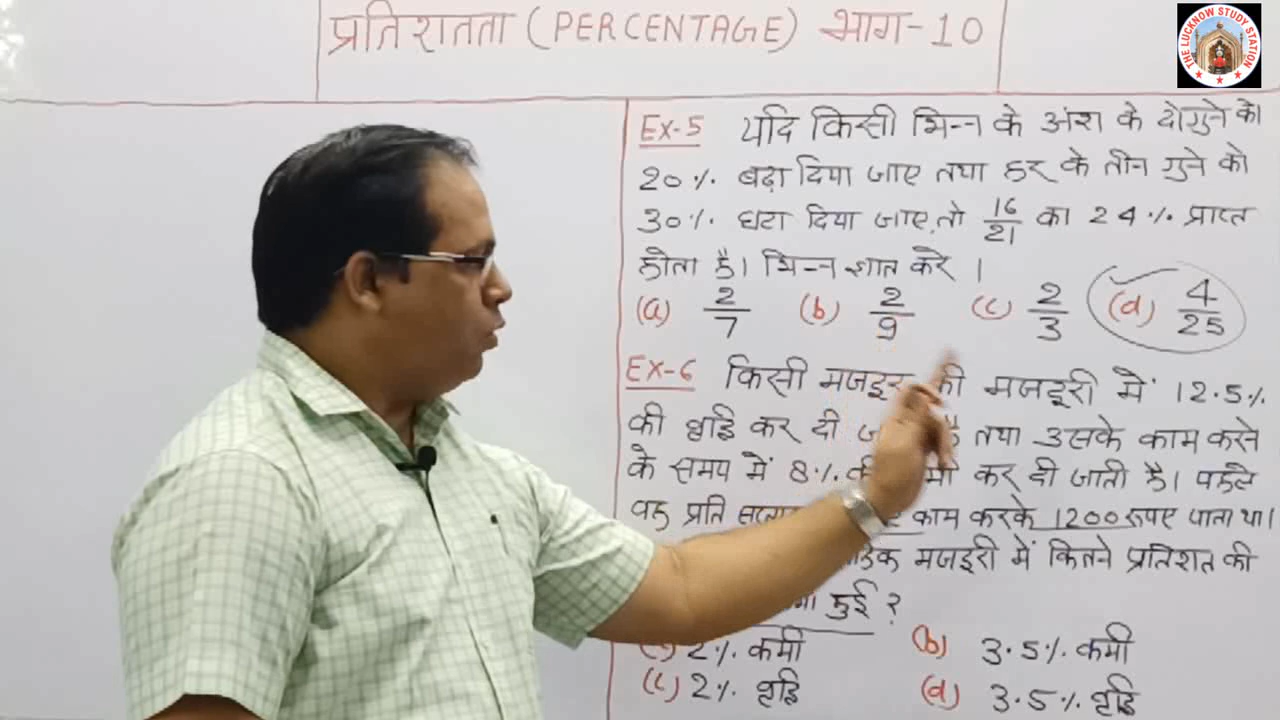 प्रतिशतता (PERCENTAGE) भाग-10
THE LUCKNOW STUDY STATION
Ex-5 यदि किसी भिन्न के अंश के दोगुने को
20% बढ़ा दिया जाए तथा हर के तीन गुने को
30% घटा दिया जाए, तो 16/21 का 24% प्राप्त
होता है। भिन्न ज्ञात करे।
(a) 2/7 (b) 2/9 (c) 2/3 (d) 4/25
Ex-6 किसी मजदूर की मजदूरी में 12.5%
की वृद्धि कर दी है तथा उसके काम करने
के समय में 8% की कर दी जाती है। पहले
वह प्रति काम करके 1200 रूपए पाता था।
मजदूरी में कितने प्रतिशत की
हुई?
2% कमी (b) 3.5% कमी
(c) 2% वृद्धि (d) 3.5% वृद्धि